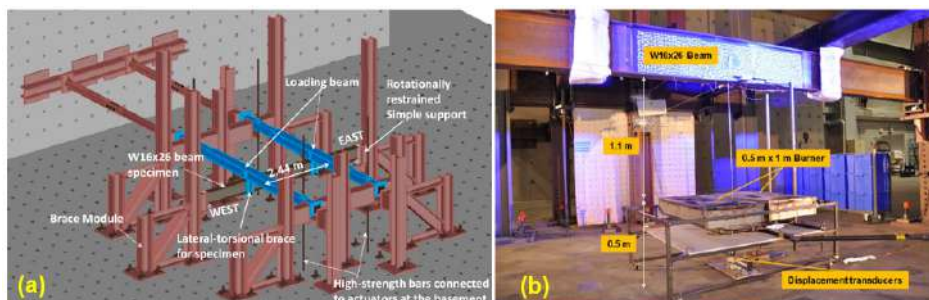 Loading beam
Rotationally
restrained
Simple support
EAST
W16x26 beam
specimen
2.44 m
WEST
Brace Module
Lateral-torsional brace
for specimen
High-strength bars connected
to actuators at the basement
(a)
W16x26 Beam
1.1 m
0.5 m x 1 m Burner
0.5 m
Displacement transducers
(b)